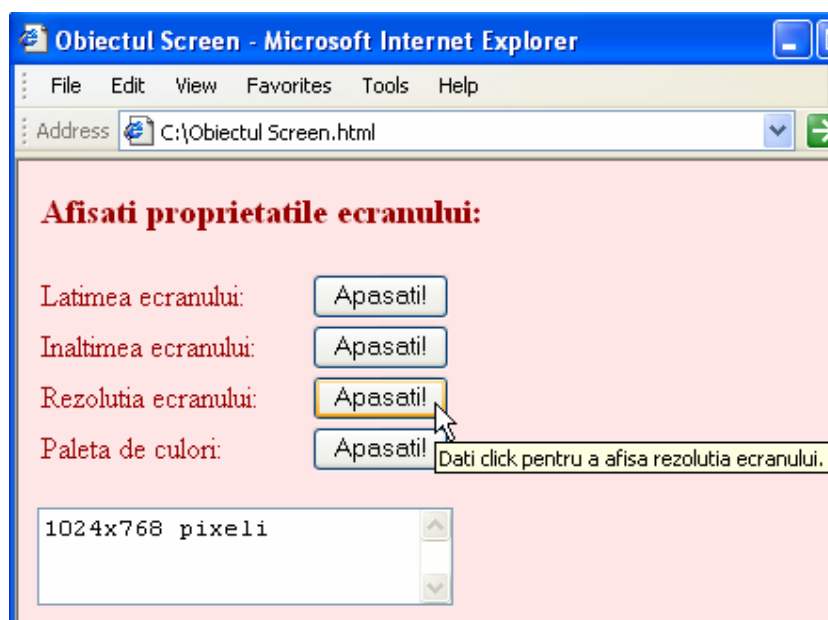 Obiectul Screen - Microsoft Internet Explorer
File Edit View Favorites Tools Help
Address C:\Obiectul Screen.html
Afisati proprietatile ecranului:
Latimea ecranului: Apasati!
Inaltimea ecranului: Apasati!
Rezolutia ecranului: Apasati!
Paleta de culori: Apasati!
Dati click pentru a afisa rezolutia ecranului.
1024x768 pixeli